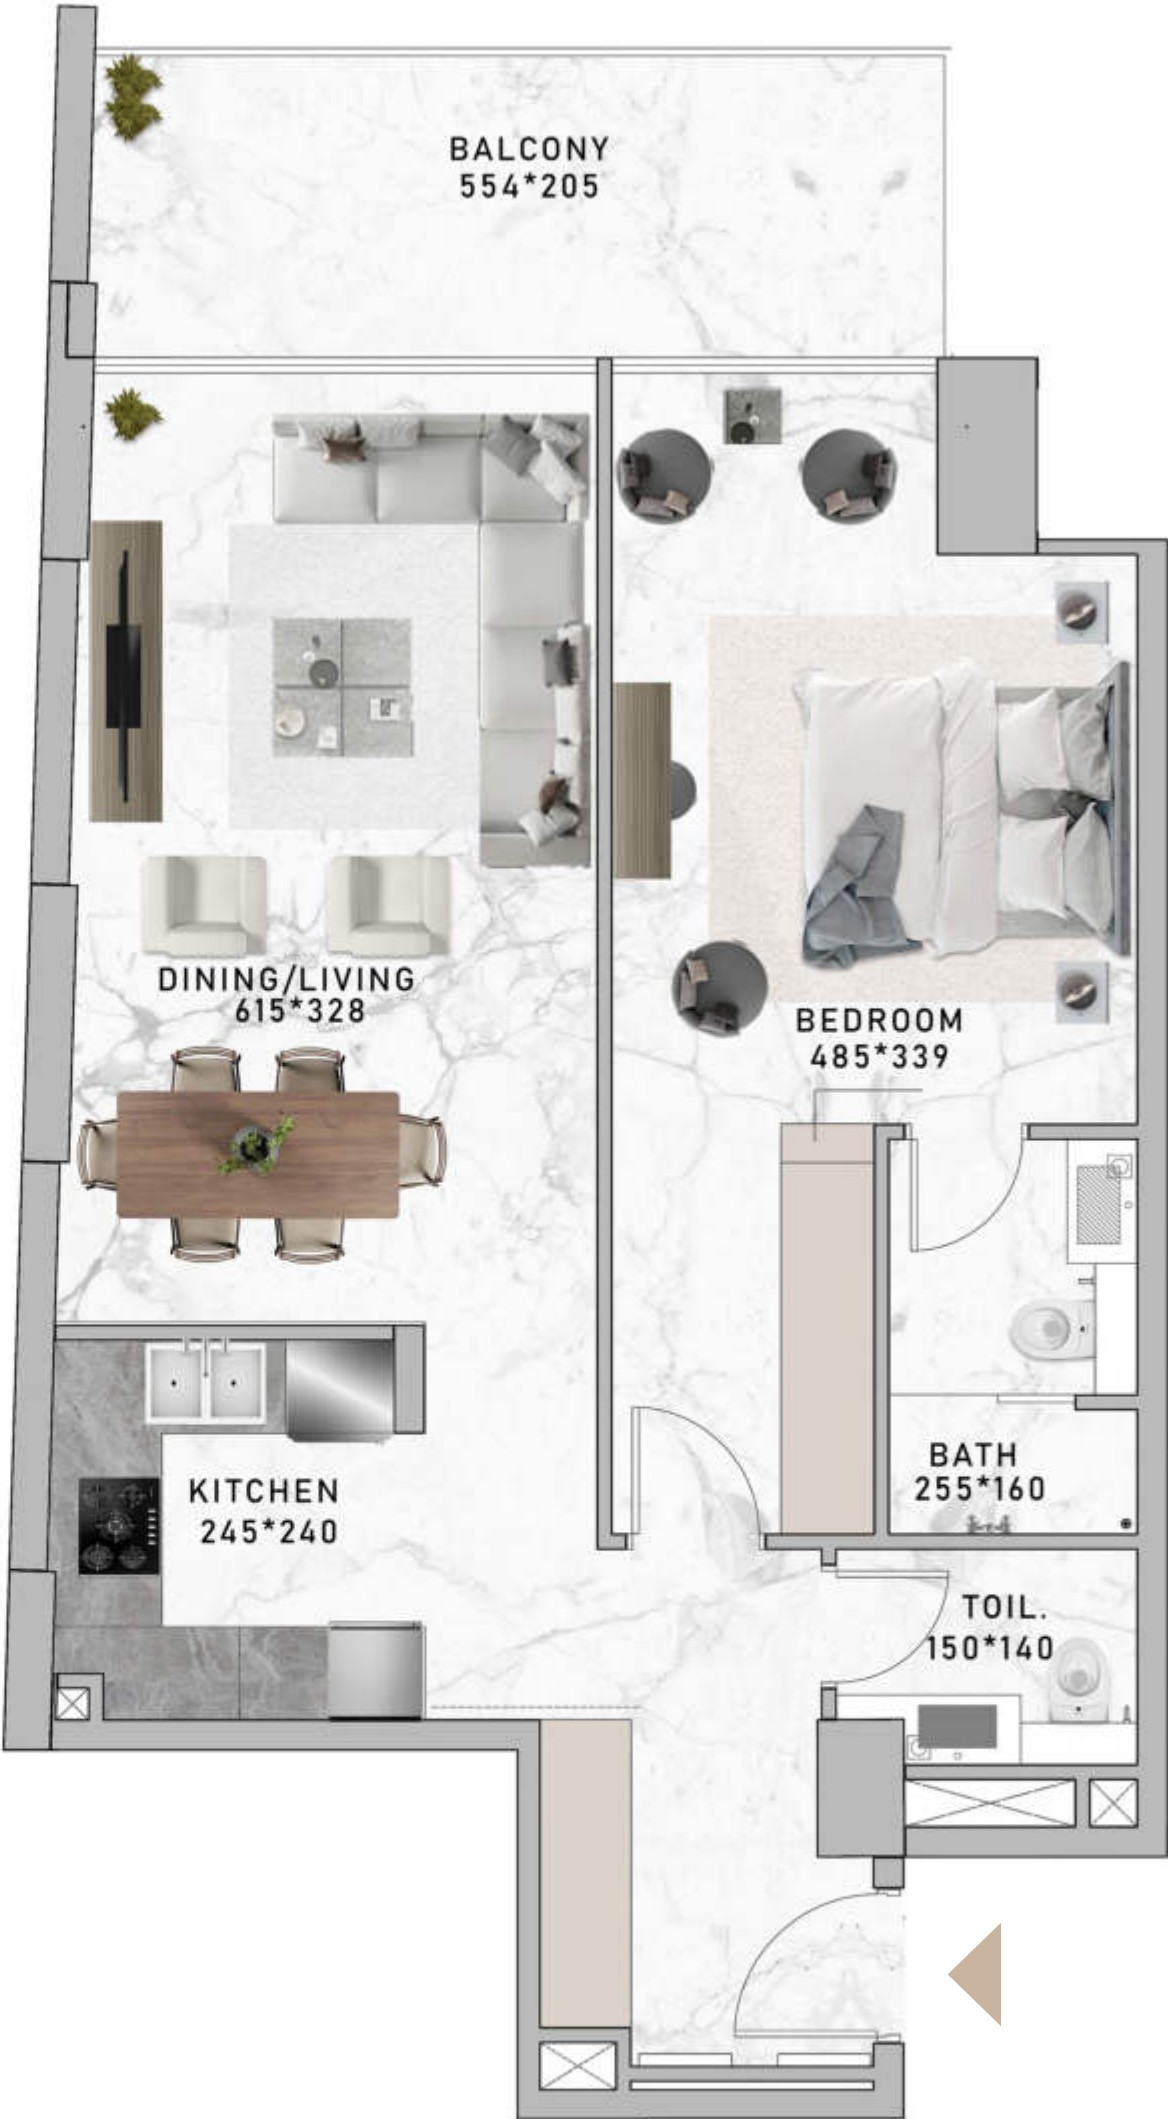 BALCONY
554*205
DINING/LIVING
615*328
BEDROOM
485*339
KITCHEN
245*240
BATH
255*160
TOIL.
150*140